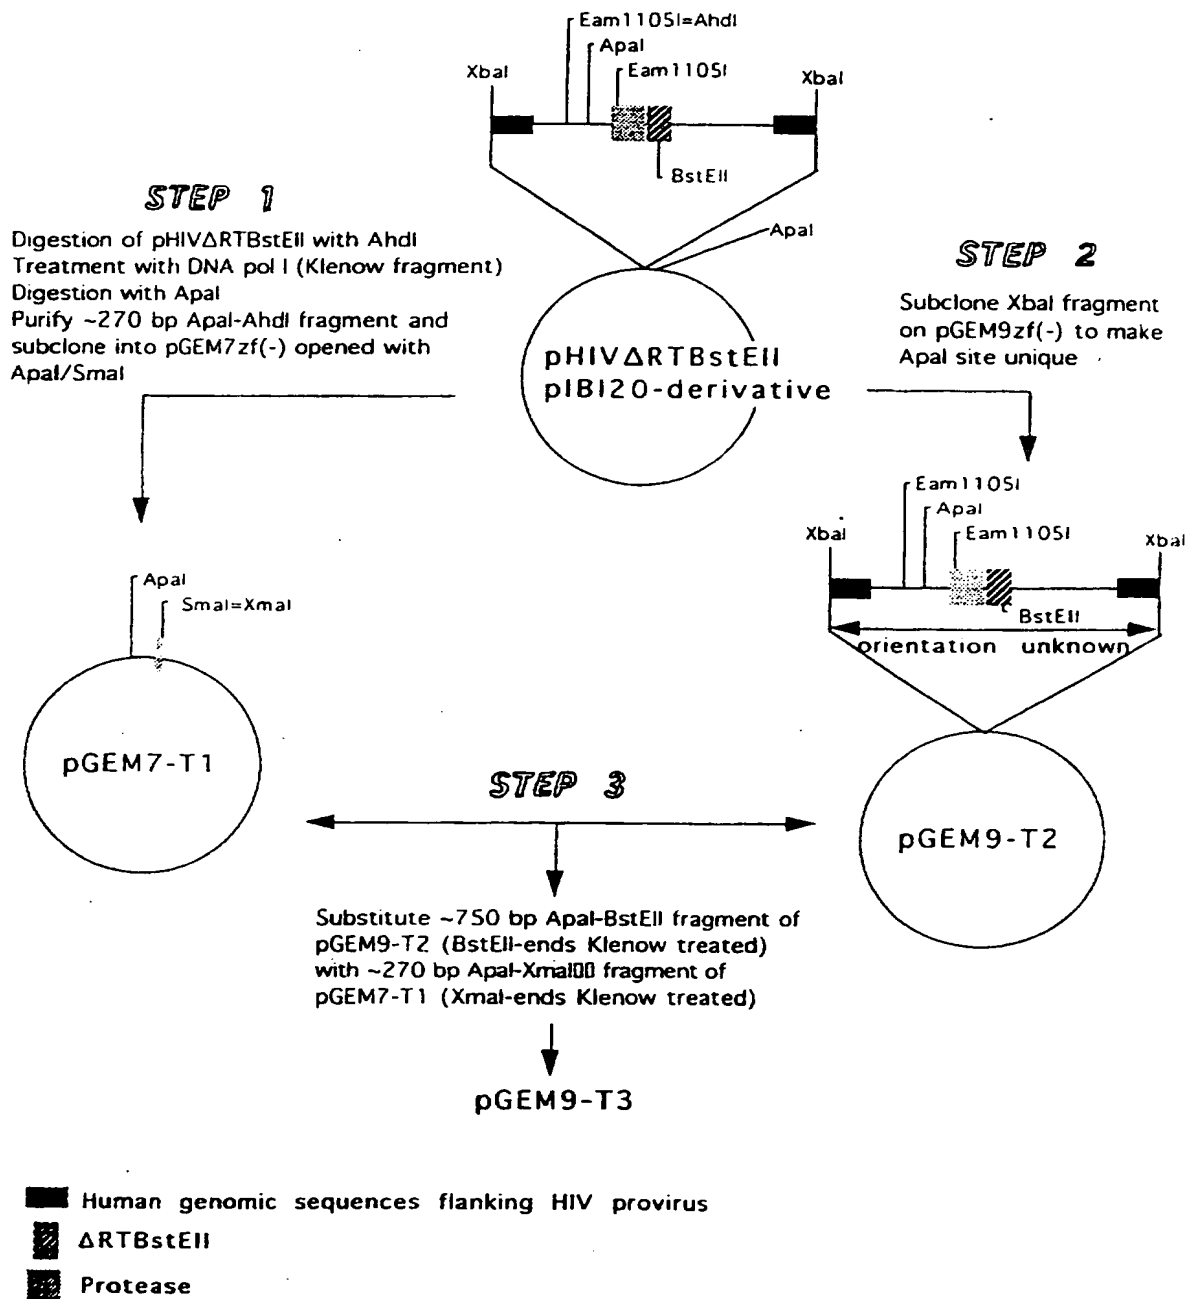 Eam1105I=AhdI
ApaI
Eam1105I
XbaI
XbaI
BstEII
ApaI
STEP 1
Digestion of pHIVΔRTBstEII with AhdI
Treatment with DNA pol I (Klenow fragment)
Digestion with ApaI
Purify ~270 bp ApaI-AhdI fragment and
subclone into pGEM7zf(-) opened with
ApaI/SmaI
STEP 2
Subclone XbaI fragment
on pGEM9zf(-) to make
ApaI site unique
pHIVΔRTBstEII
pIBI20-derivative
Eam1105I
ApaI
Eam1105I
XbaI
XbaI
BstEII
orientation unknown
ApaI
SmaI=XmaI
pGEM7-T1
STEP 3
pGEM9-T2
Substitute ~750 bp ApaI-BstEII fragment of
pGEM9-T2 (BstEII-ends Klenow treated)
with ~270 bp ApaI-XmaI▯▯ fragment of
pGEM7-T1 (XmaI-ends Klenow treated)
pGEM9-T3
Human genomic sequences flanking HIV provirus
ΔRTBstEII
Protease